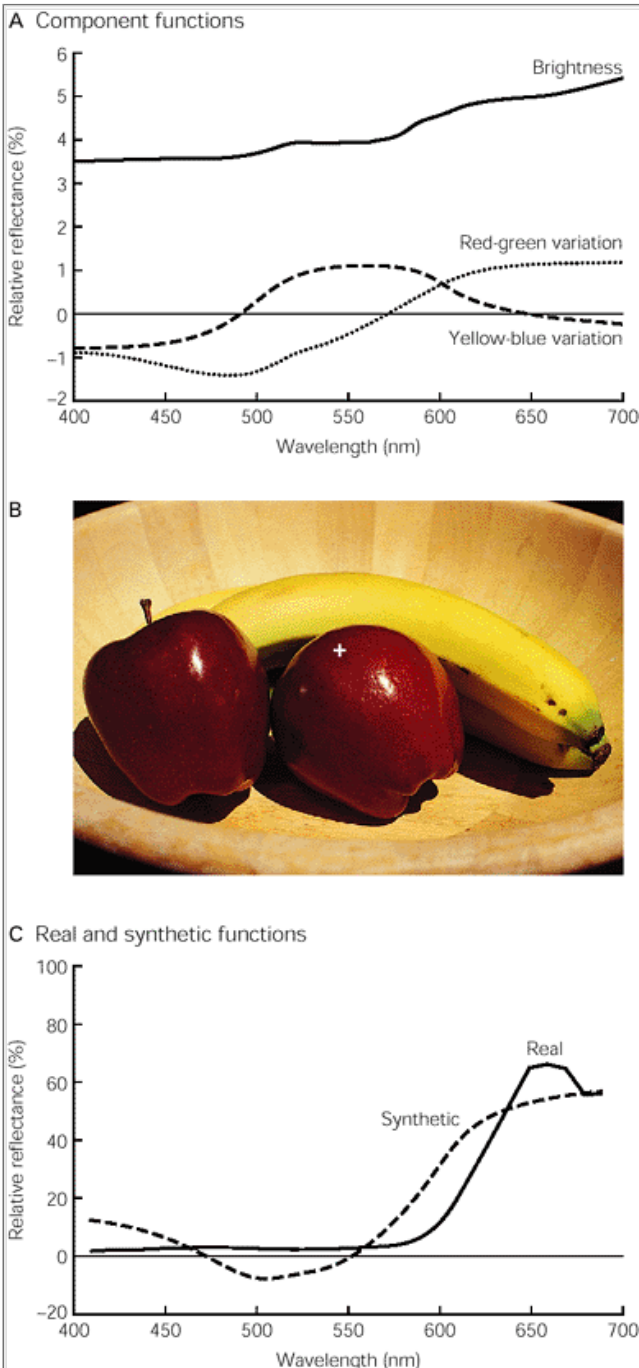 A Component functions
Relative reflectance (%)
6
5
4
3
2
1
0
−1
−2
Brightness
Red-green variation
Yellow-blue variation
400 450 500 550 600 650 700
Wavelength (nm)
B
C Real and synthetic functions
Relative reflectance (%)
100
80
60
40
20
0
−20
Real
Synthetic
400 450 500 550 600 650 700
Wavelength (nm)